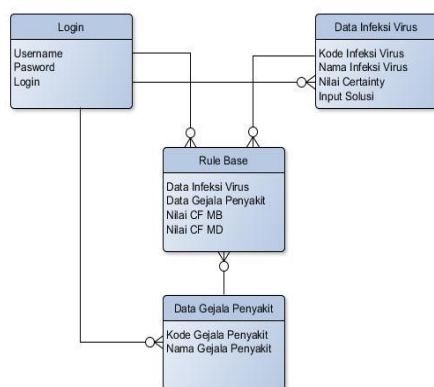 Login
Username
Pasword
Login
Data Infeksi Virus
Kode Infeksi Virus
Nama Infeksi Virus
Nilai Certainty
Input Solusi
Rule Base
Data Infeksi Virus
Data Gejala Penyakit
Nilai CF MB
Nilai CF MD
Data Gejala Penyakit
Kode Gejala Penyakit
Nama Gejala Penyakit